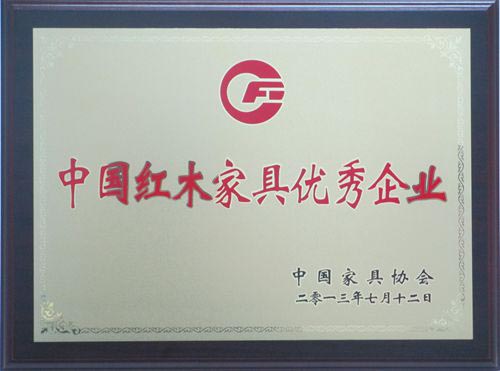 中国红木家具优秀企业
中国家具协会
二零一三年七月十二日